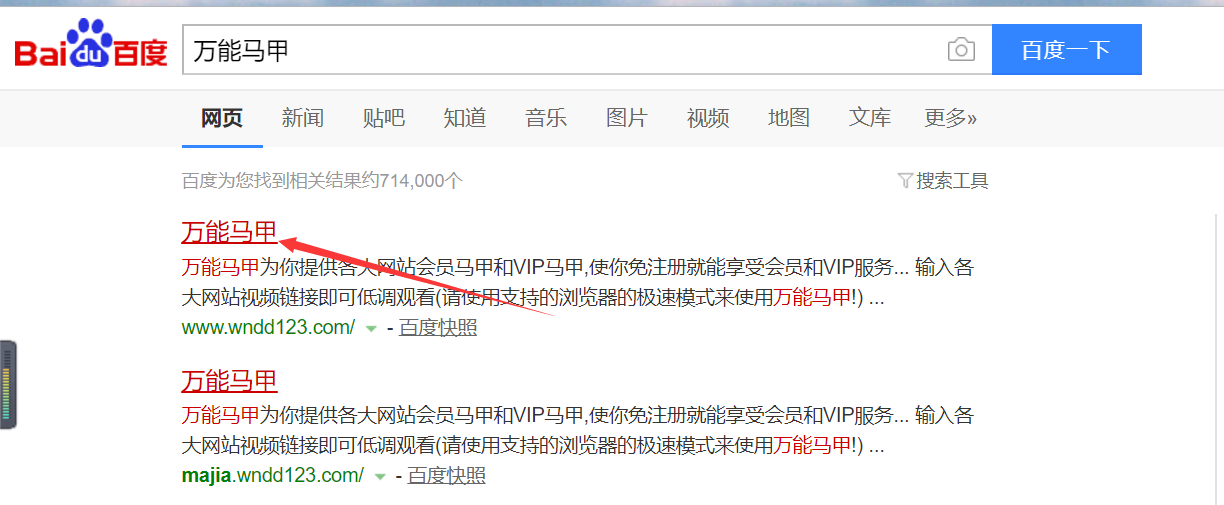 Bai du 百度
万能马甲
百度一下
网页 新闻 贴吧 知道 音乐 图片 视频 地图 文库 更多»
百度为您找到相关结果约714,000个
搜索工具
万能马甲
万能马甲为你提供各大网站会员马甲和VIP马甲,使你免注册就能享受会员和VIP服务... 输入各
大网站视频链接即可低调观看(请使用支持的浏览器的极速模式来使用万能马甲!) ...
www.wndd123.com/ - 百度快照
万能马甲
万能马甲为你提供各大网站会员马甲和VIP马甲,使你免注册就能享受会员和VIP服务... 输入各
大网站视频链接即可低调观看(请使用支持的浏览器的极速模式来使用万能马甲!) ...
majia.wndd123.com/ - 百度快照